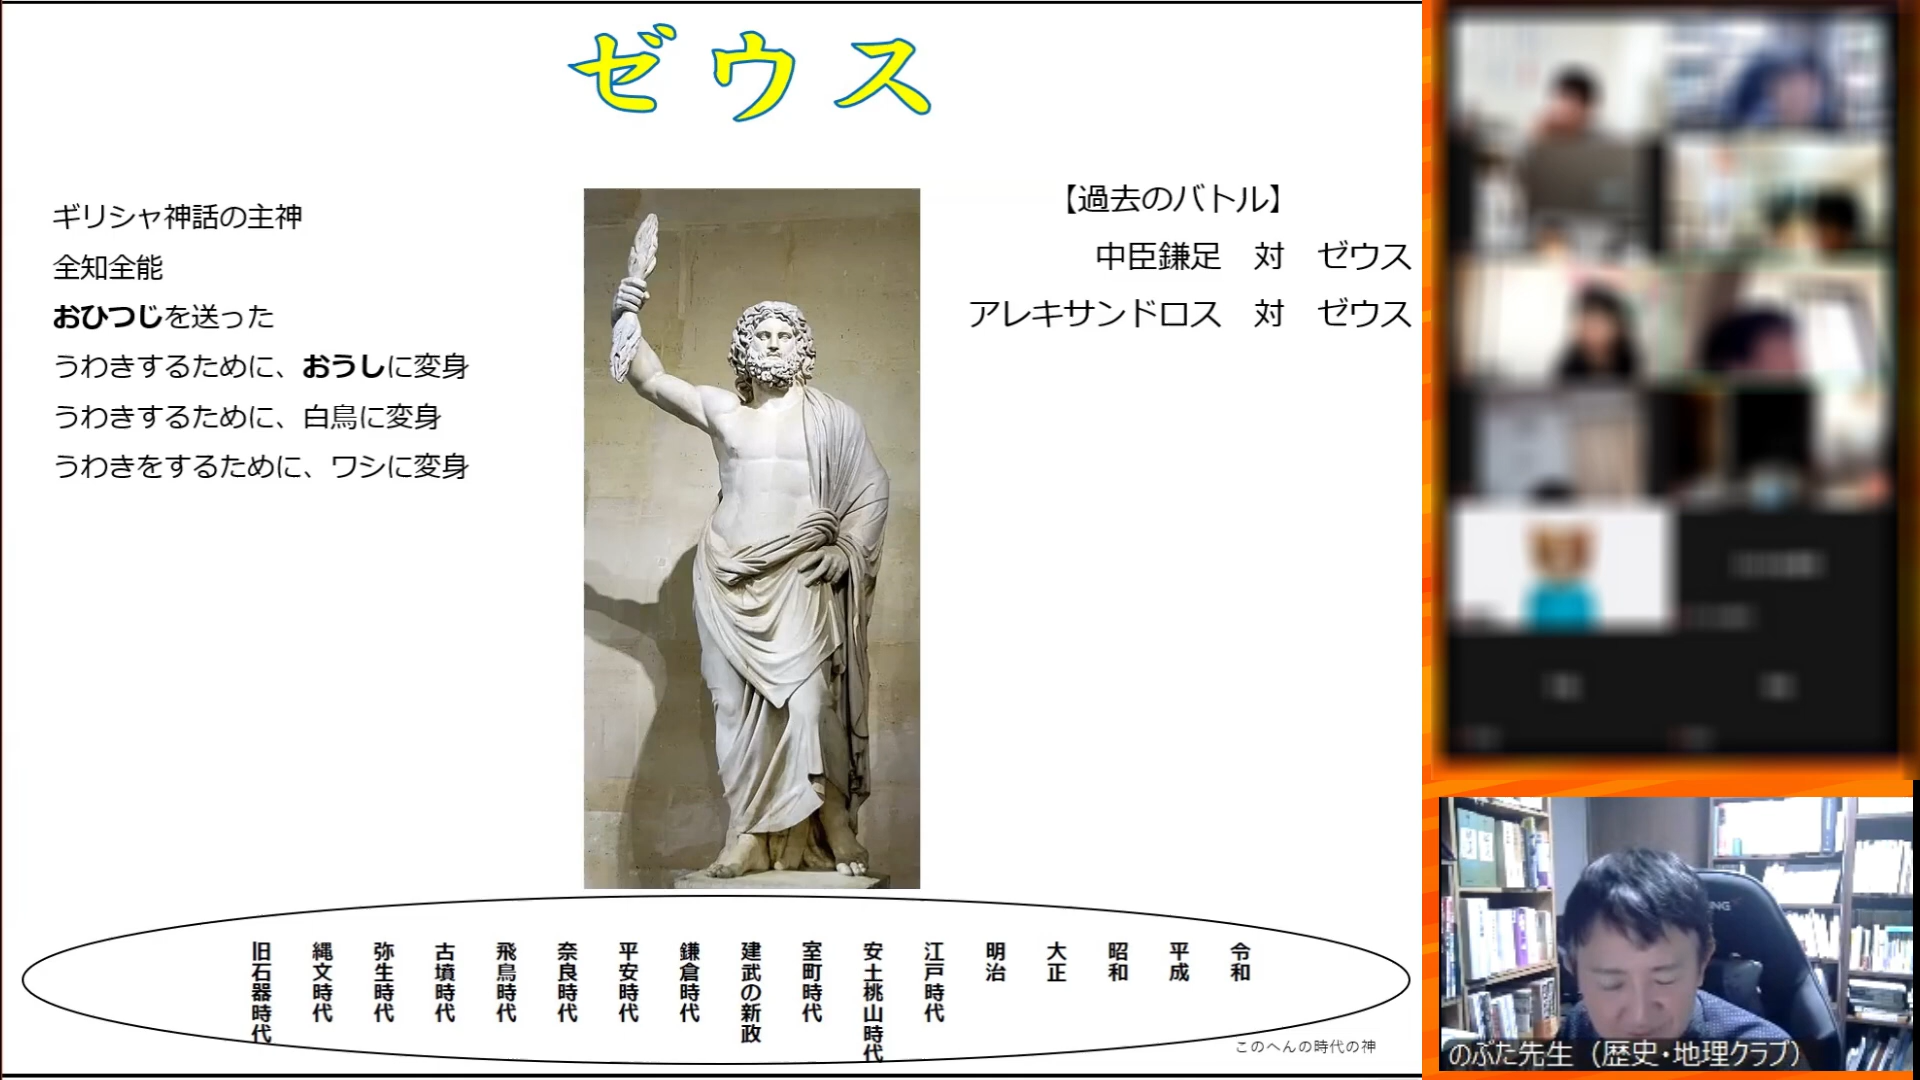 ゼウス
ギリシャ神話の主神
全知全能
おひつじを送った
うわきするために、おうしに変身
うわきするために、白鳥に変身
うわきをするために、ワシに変身
【過去のバトル】
中臣鎌足　対　ゼウス
アレキサンドロス　対　ゼウス
旧石器時代
縄文時代
弥生時代
古墳時代
飛鳥時代
奈良時代
平安時代
鎌倉時代
建武の新政
室町時代
安土桃山時代
江戸時代
明治
大正
昭和
平成
令和
このへんの時代の神
のぶた先生（歴史・地理クラブ）